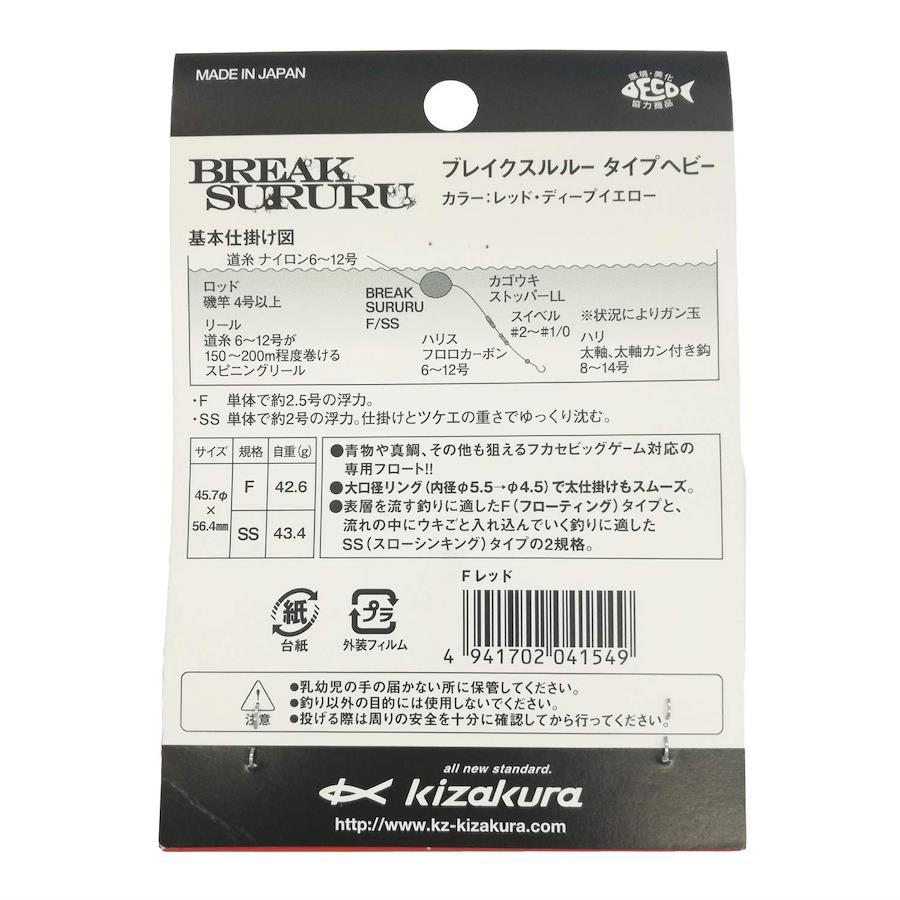 MADE IN JAPAN
環境・美化
FECO
協力商品
BREAK
SURURU
ブレイクスルルー タイプヘビー
カラー：レッド・ディープイエロー
基本仕掛け図
道糸 ナイロン6〜12号
ロッド
磯竿 4号以上
リール
道糸 6〜12号が
150〜200m程度巻ける
スピニングリール
BREAK
SURURU
F/SS
カゴウキ
ストッパーLL
スイベル
#2〜#1/0
ハリス
フロロカーボン
6〜12号
※状況によりガン玉
ハリ
太軸、太軸カン付き鈎
8〜14号
・F 単体で約2.5号の浮力。
・SS 単体で約2号の浮力。仕掛けとツケエの重さでゆっくり沈む。
サイズ 規格 自重(g)
45.7φ
×
56.4mm
F 42.6
SS 43.4
●青物や真鯛、その他も狙えるフカセビッグゲーム対応の
専用フロート!!
●大口径リング（内径φ5.5→φ4.5）で太仕掛けもスムーズ。
●表層を流す釣りに適したF（フローティング）タイプと、
流れの中にウキごと入れ込んでいく釣りに適した
SS（スローシンキング）タイプの2規格。
F レッド
紙
台紙
プラ
外装フィルム
4 941702 041549
注意
●乳幼児の手の届かない所に保管してください。
●釣り以外の目的には使用しないでください。
●投げる際は周りの安全を十分に確認してから行ってください。
all new standard.
kizakura
http://www.kz-kizakura.com